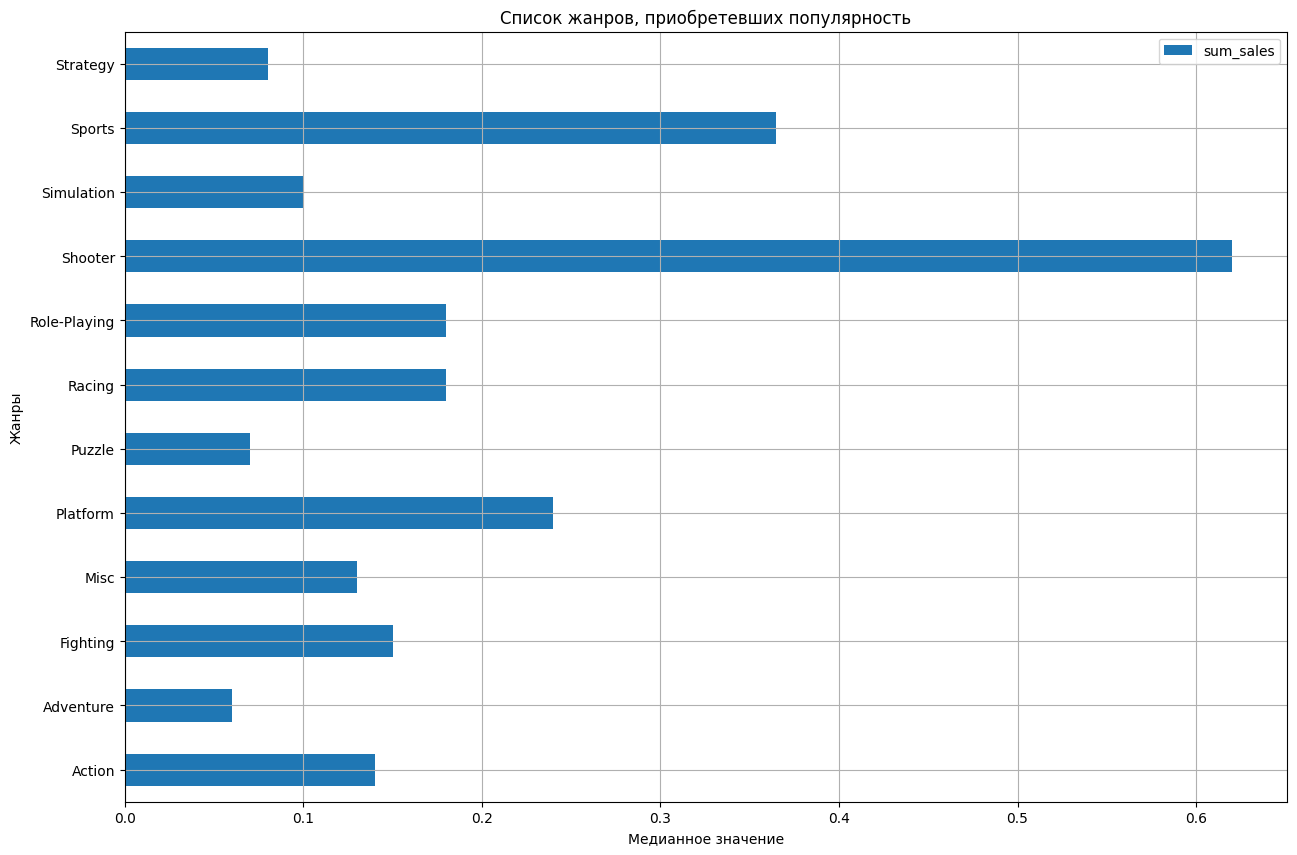 Список жанров, приобретевших популярность
sum_sales
Strategy
Sports
Simulation
Shooter
Role-Playing
Racing
Puzzle
Platform
Misc
Fighting
Adventure
Action
Жанры
0.0 0.1 0.2 0.3 0.4 0.5 0.6
Медианное значение